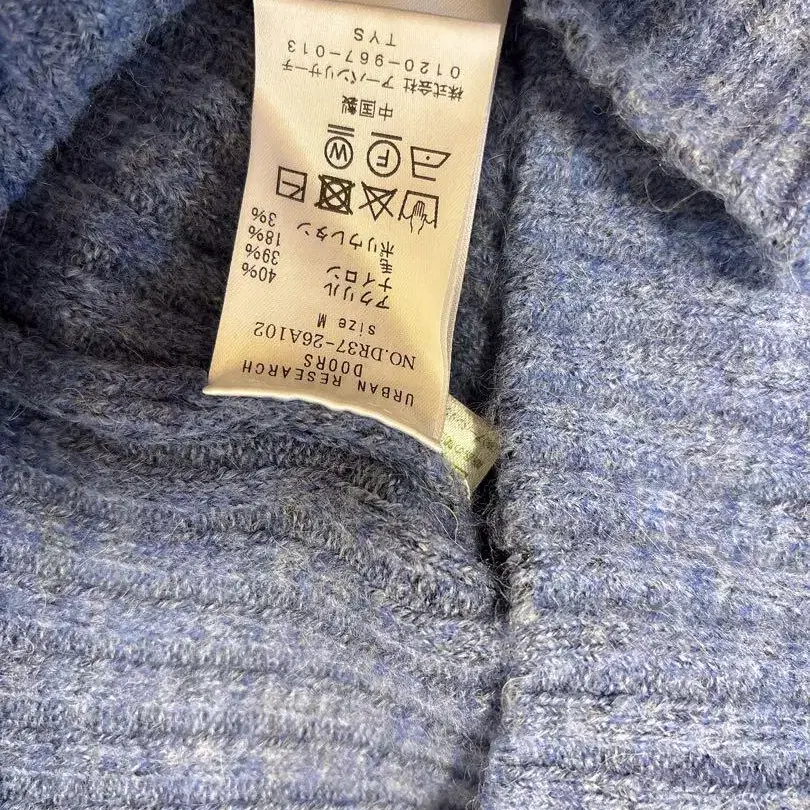 URBAN RESEARCH
DOORS
NO.DR37-26A102
size M
アクリル 40%
ナイロン 39%
毛 18%
ポリウレタン 3%
F W
中国製
株式会社 アーバンリサーチ
0120-967-013
TYS